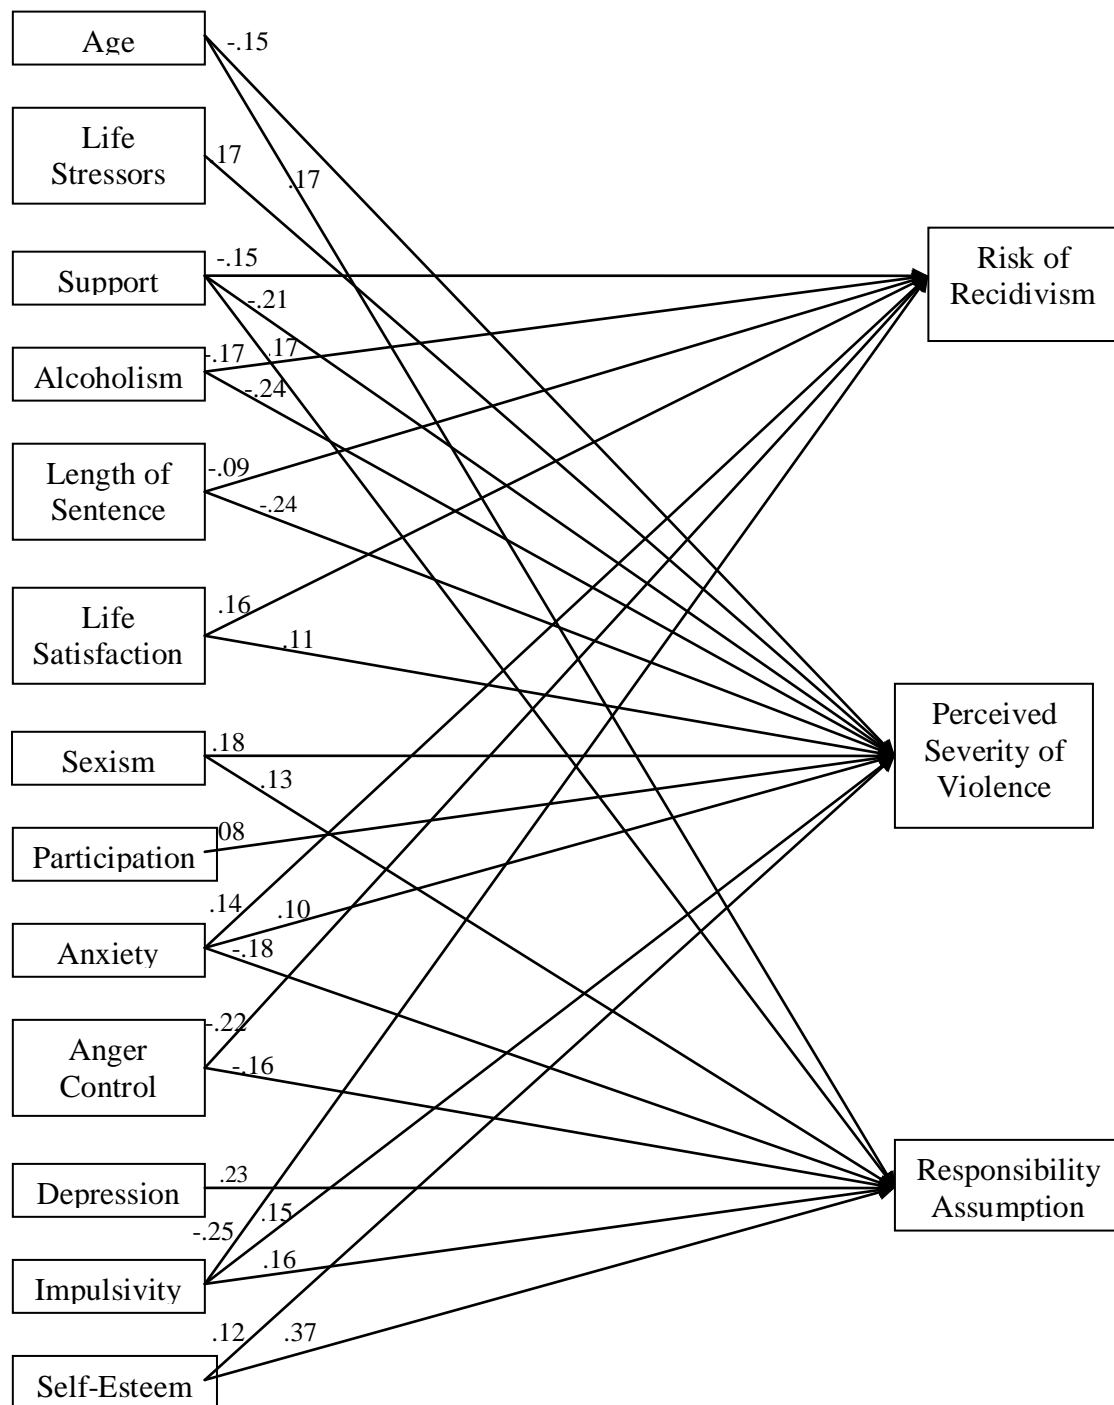 Age
-.15
Life
Stressors
.17
.17
Support
-.15
-.21
.17
Alcoholism
-.17
-.24
Length of
Sentence
-.09
-.24
Life
Satisfaction
.16
.11
Sexism
.18
.13
Participation
08
Anxiety
.14
.10
-.18
Anger
Control
-.22
-.16
Depression
.23
Impulsivity
-.25
.15
.16
Self-Esteem
.12
.37
Risk of
Recidivism
Perceived
Severity of
Violence
Responsibility
Assumption